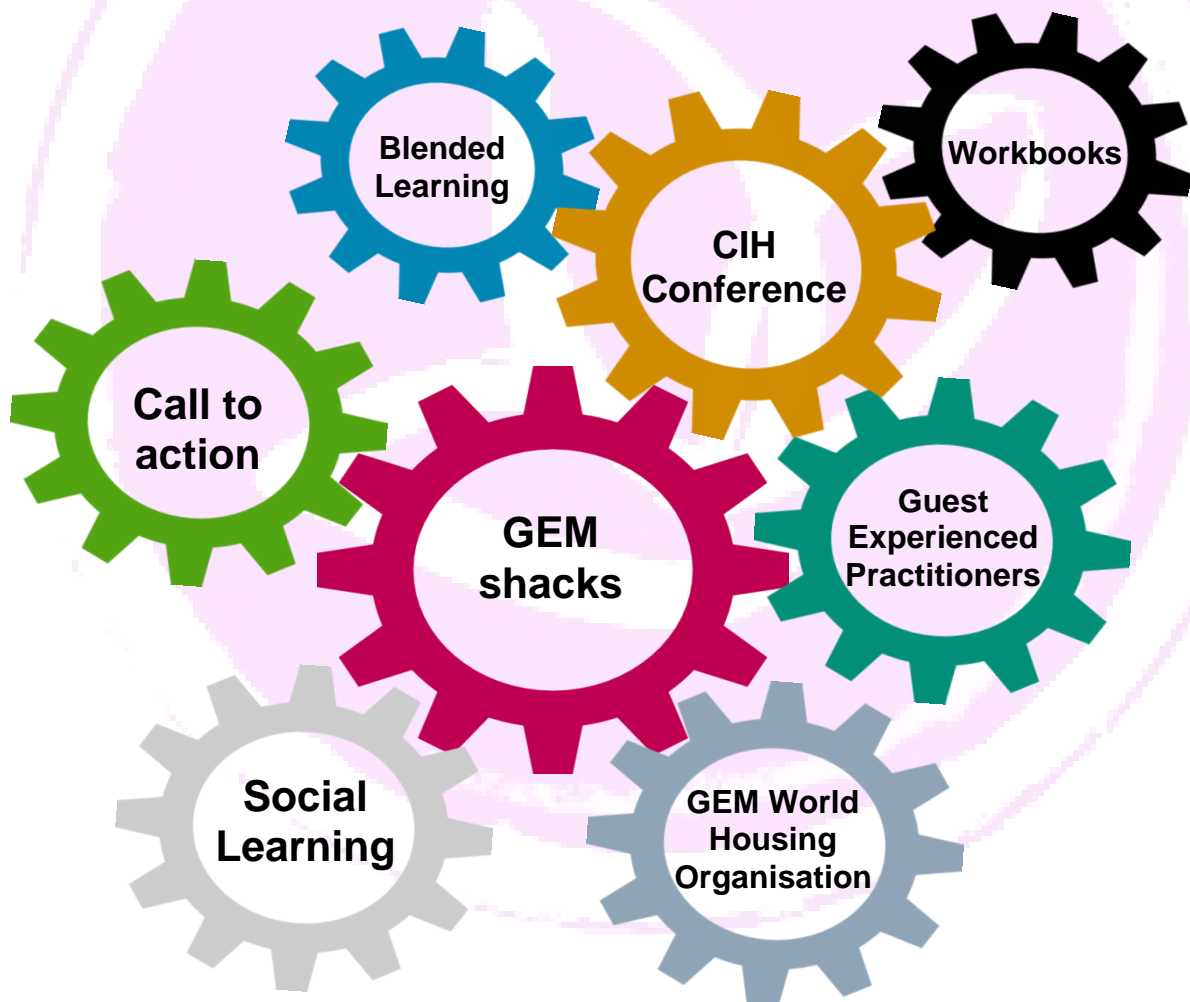 Blended
Learning
Workbooks
CIH
Conference
Call to
action
GEM
shacks
Guest
Experienced
Practitioners
Social
Learning
GEM World
Housing
Organisation